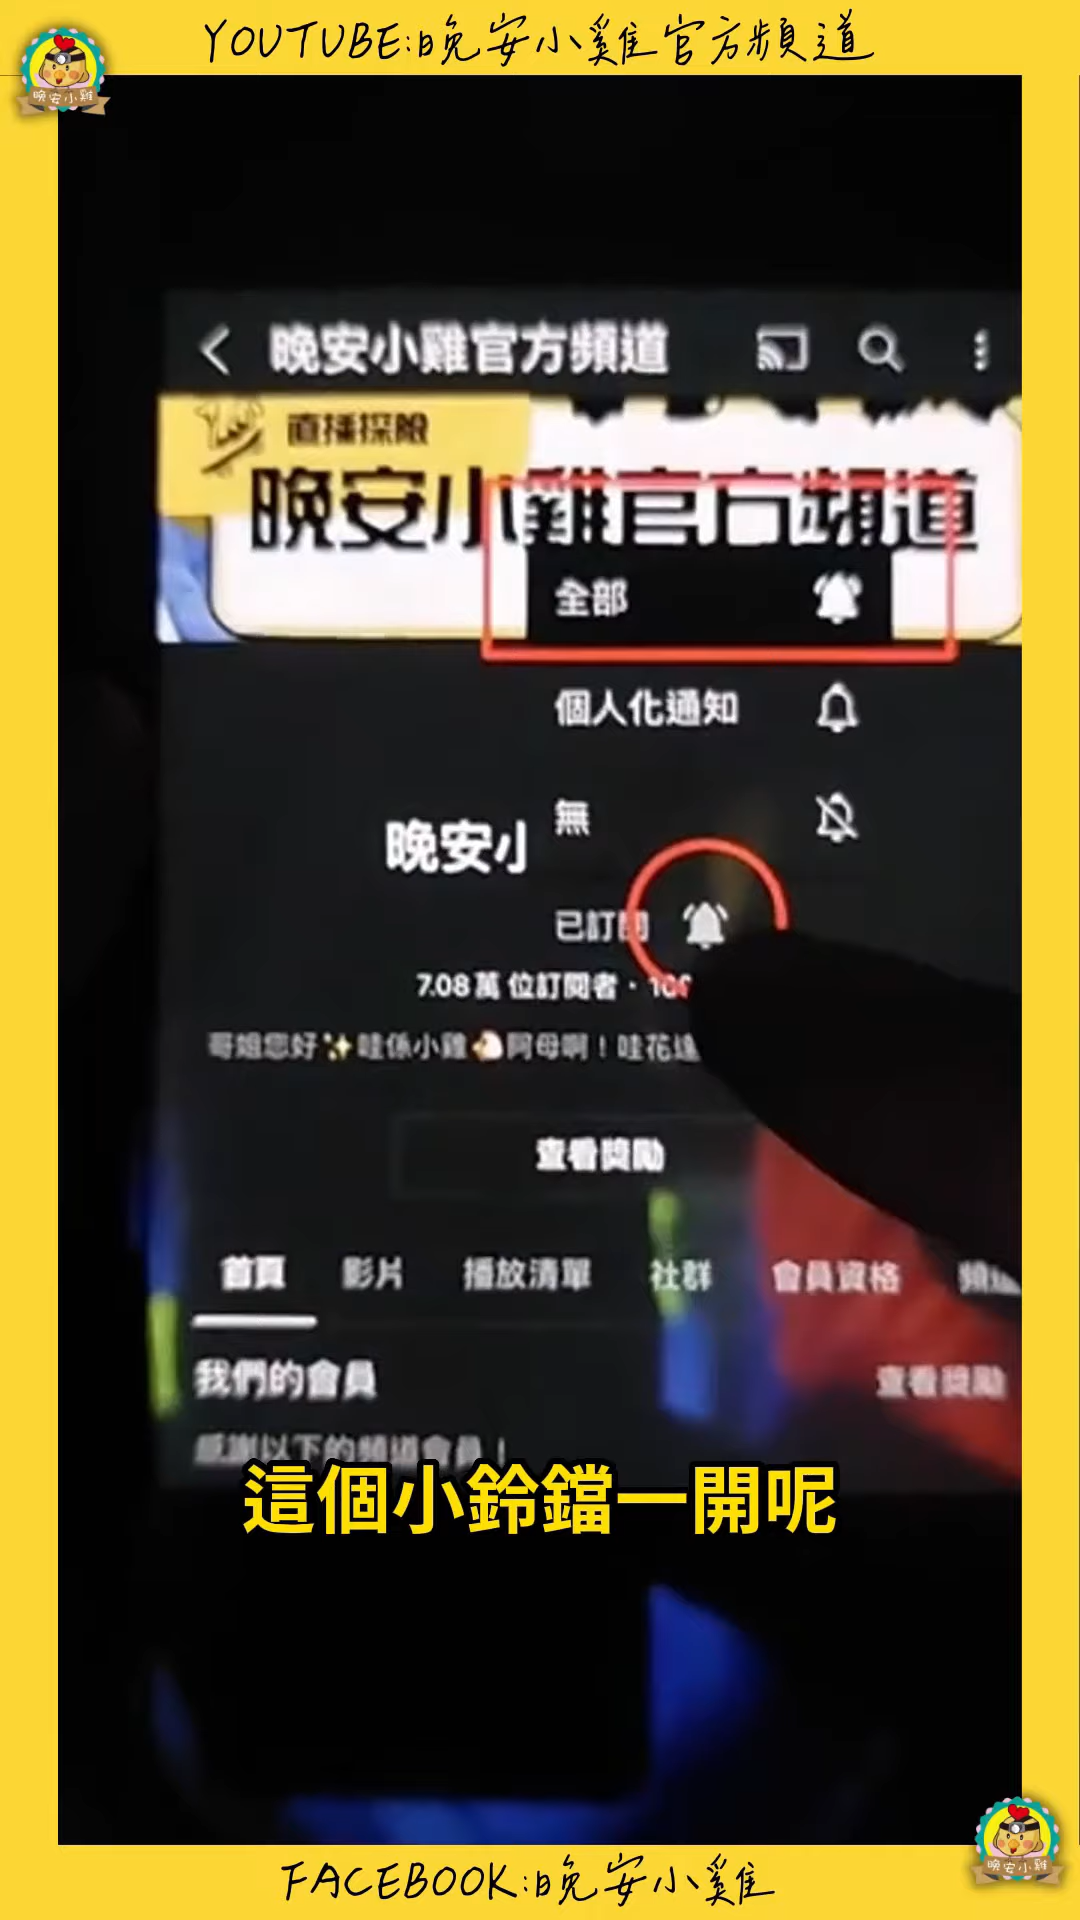 YOUTUBE:晚安小雞官方頻道
晚安小雞
晚安小雞官方頻道
直播探險
晚安小雞官方頻道
全部
個人化通知
無
晚安小
已訂閱
7.08 萬 位訂閱者・
哥姐您好✨哇係小雞🐔阿母啊！哇花達
查看獎勵
首頁 影片 播放清單 社群 會員資格
我們的會員 查看獎勵
感謝以下的頻道會員！
這個小鈴鐺一開呢
FACEBOOK:晚安小雞
晚安小雞